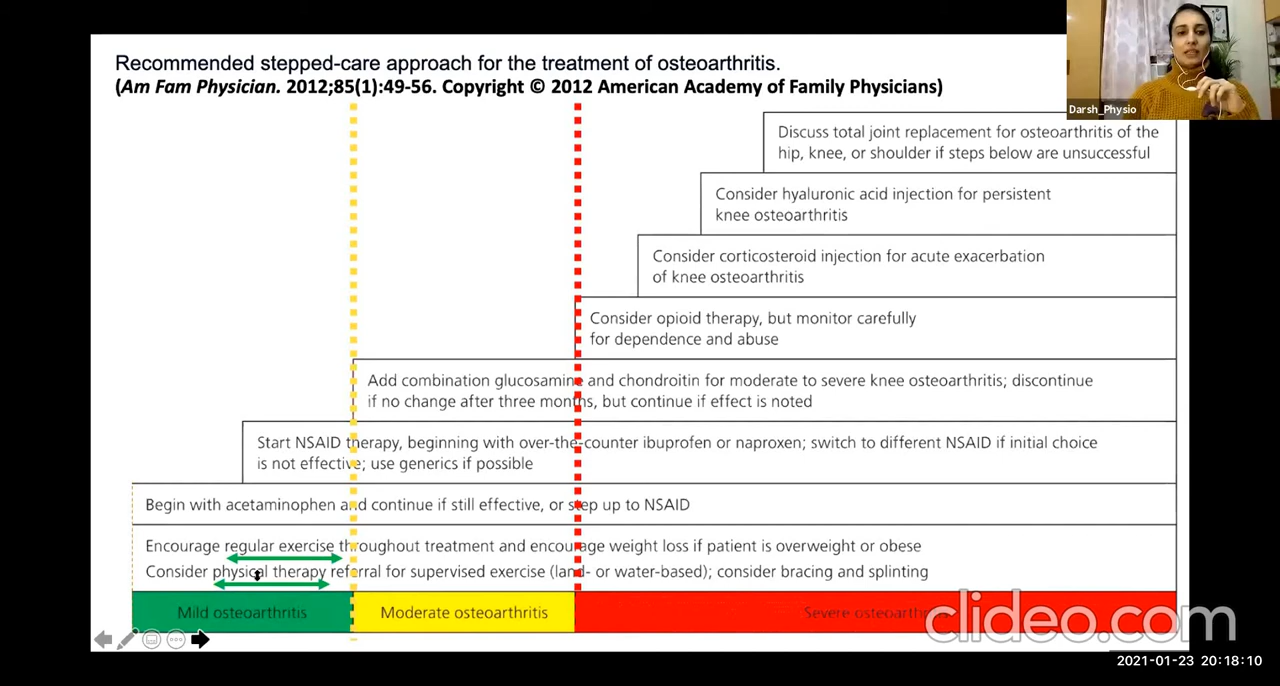 Recommended stepped-care approach for the treatment of osteoarthritis.
(Am Fam Physician. 2012;85(1):49-56. Copyright © 2012 American Academy of Family Physicians)
Darsh_Physio
Discuss total joint replacement for osteoarthritis of the
hip, knee, or shoulder if steps below are unsuccessful
Consider hyaluronic acid injection for persistent
knee osteoarthritis
Consider corticosteroid injection for acute exacerbation
of knee osteoarthritis
Consider opioid therapy, but monitor carefully
for dependence and abuse
Add combination glucosamine and chondroitin for moderate to severe knee osteoarthritis; discontinue
if no change after three months, but continue if effect is noted
Start NSAID therapy, beginning with over-the-counter ibuprofen or naproxen; switch to different NSAID if initial choice
is not effective; use generics if possible
Begin with acetaminophen and continue if still effective, or step up to NSAID
Encourage regular exercise throughout treatment and encourage weight loss if patient is overweight or obese
Consider physical therapy referral for supervised exercise (land- or water-based); consider bracing and splinting
Mild osteoarthritis
Moderate osteoarthritis
Severe osteoarthritis
clideo.com
2021-01-23 20:18:10